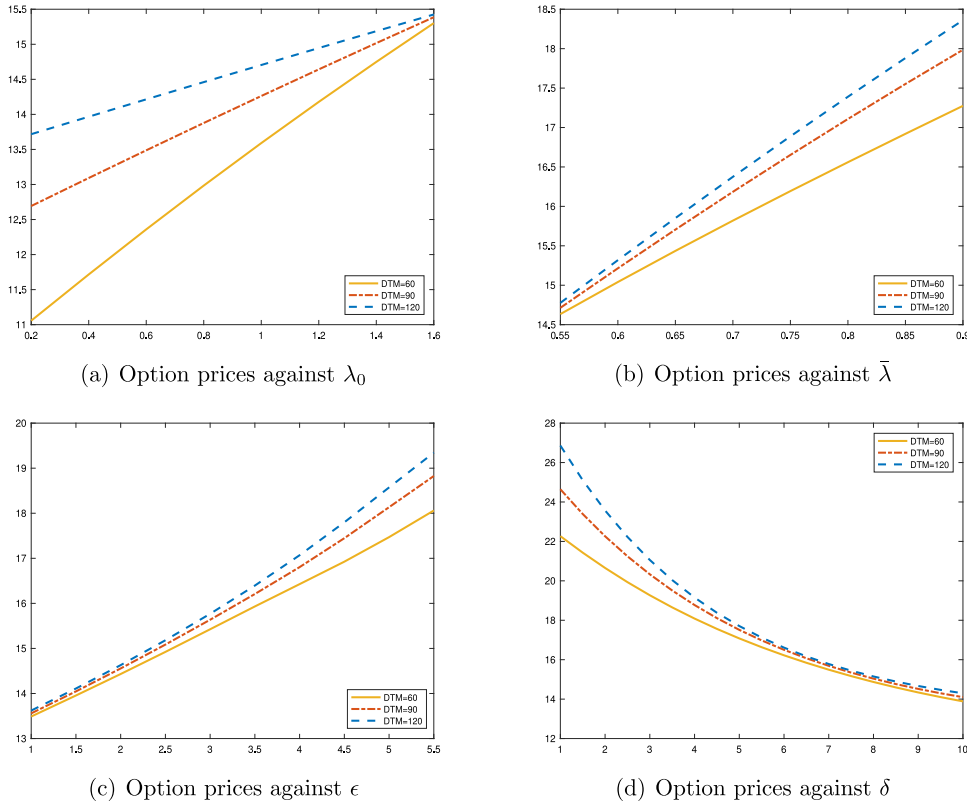 15.5
15
14.5
14
13.5
13
12.5
12
11.5
11
0.2 0.4 0.6 0.8 1 1.2 1.4 1.6
DTM=60
DTM=90
DTM=120
(a) Option prices against λ₀
18.5
18
17.5
17
16.5
16
15.5
15
14.5
0.55 0.6 0.65 0.7 0.75 0.8 0.85 0.9
DTM=60
DTM=90
DTM=120
(b) Option prices against λ̄
20
19
18
17
16
15
14
13
1 1.5 2 2.5 3 3.5 4 4.5 5 5.5
DTM=60
DTM=90
DTM=120
(c) Option prices against ϵ
28
26
24
22
20
18
16
14
12
1 2 3 4 5 6 7 8 9 10
DTM=60
DTM=90
DTM=120
(d) Option prices against δ